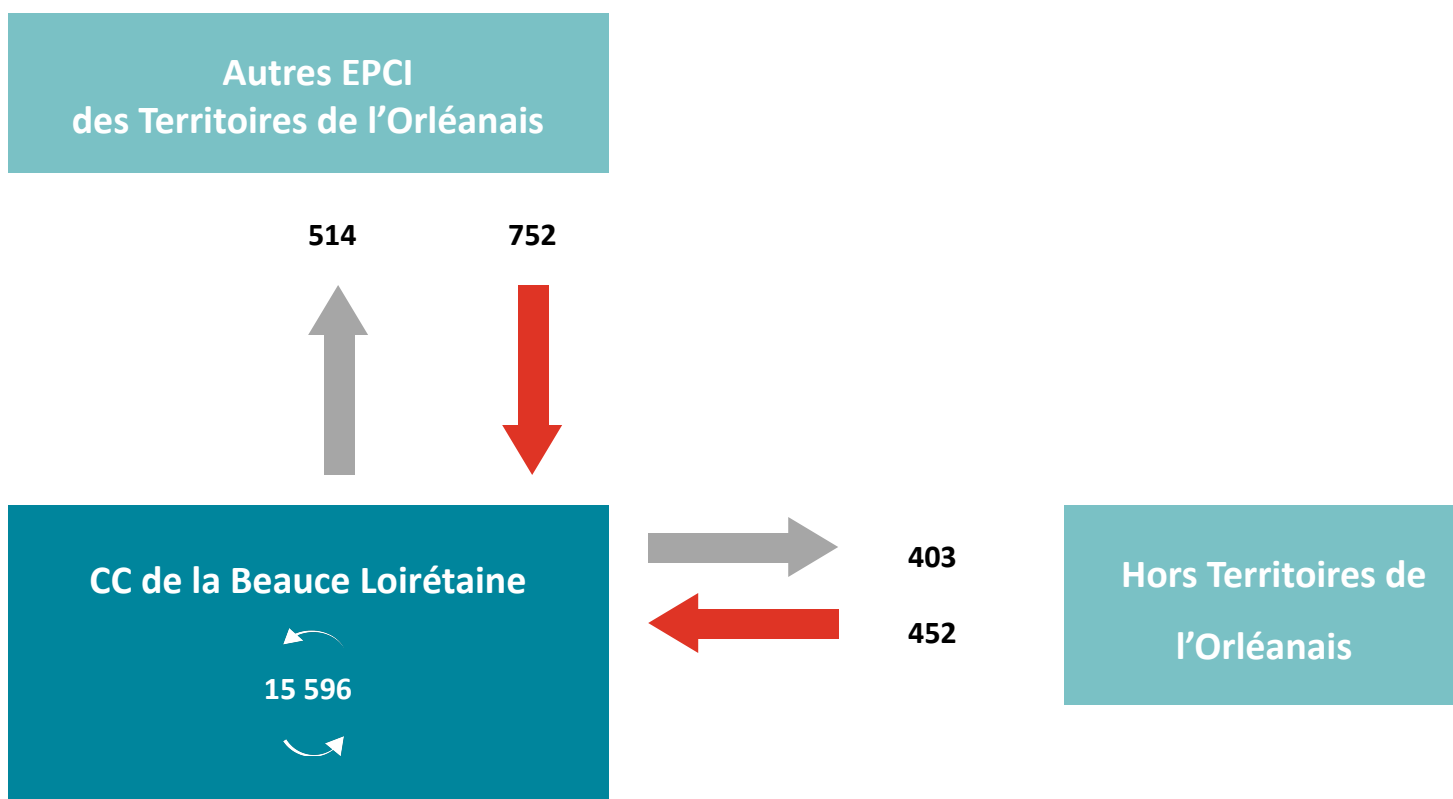 Autres EPCI
des Territoires de l’Orléanais
514
752
CC de la Beauce Loirétaine
15 596
403
452
Hors Territoires de
l’Orléanais